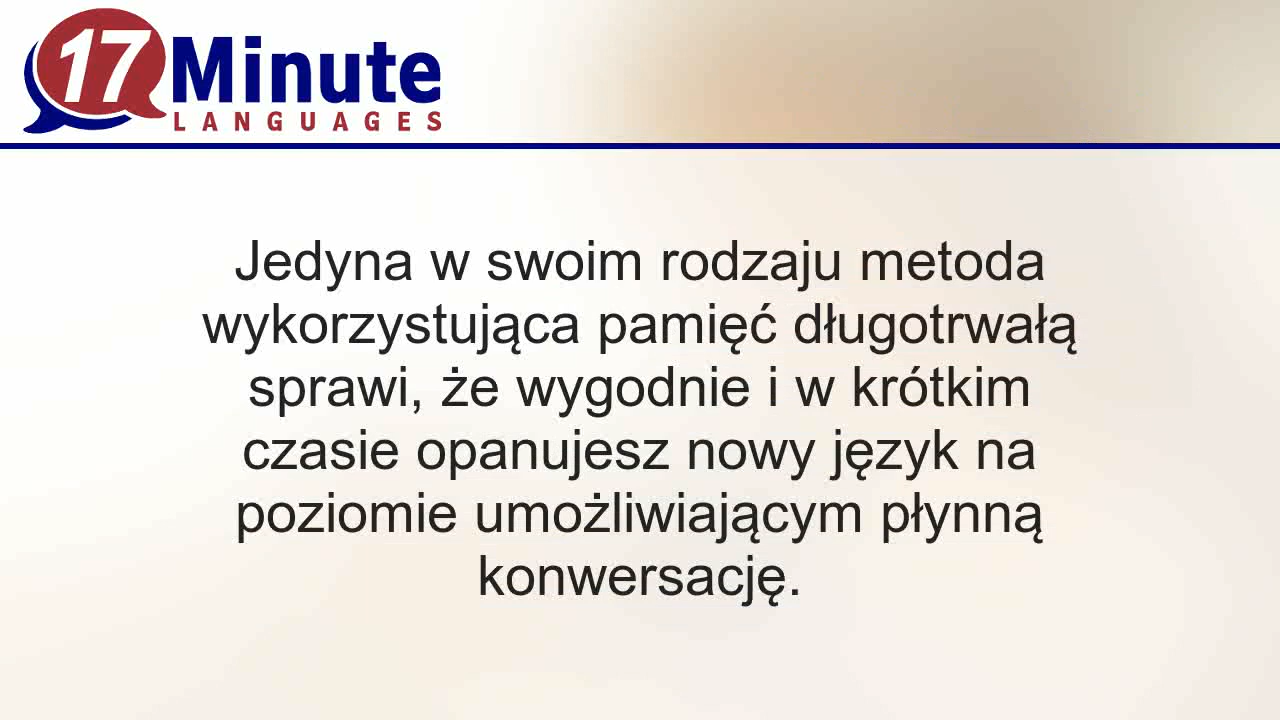 17 Minute
LANGUAGES
Jedyna w swoim rodzaju metoda
wykorzystująca pamięć długotrwałą
sprawi, że wygodnie i w krótkim
czasie opanujesz nowy język na
poziomie umożliwiającym płynną
konwersację.